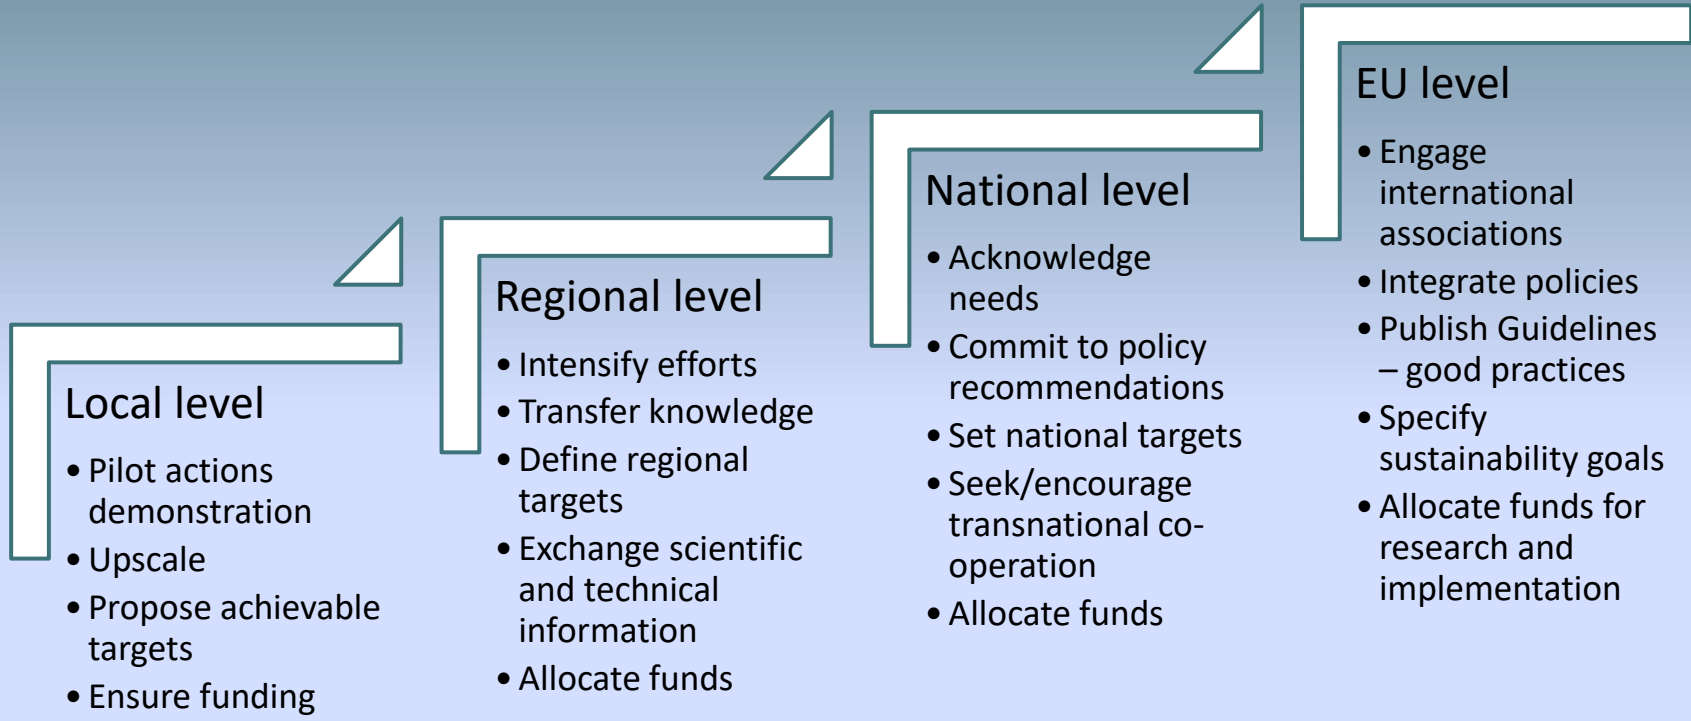 Local level
• Pilot actions
demonstration
• Upscale
• Propose achievable
targets
• Ensure funding
Regional level
• Intensify efforts
• Transfer knowledge
• Define regional
targets
• Exchange scientific
and technical
information
• Allocate funds
National level
• Acknowledge
needs
• Commit to policy
recommendations
• Set national targets
• Seek/encourage
transnational co-
operation
• Allocate funds
EU level
• Engage
international
associations
• Integrate policies
• Publish Guidelines
– good practices
• Specify
sustainability goals
• Allocate funds for
research and
implementation